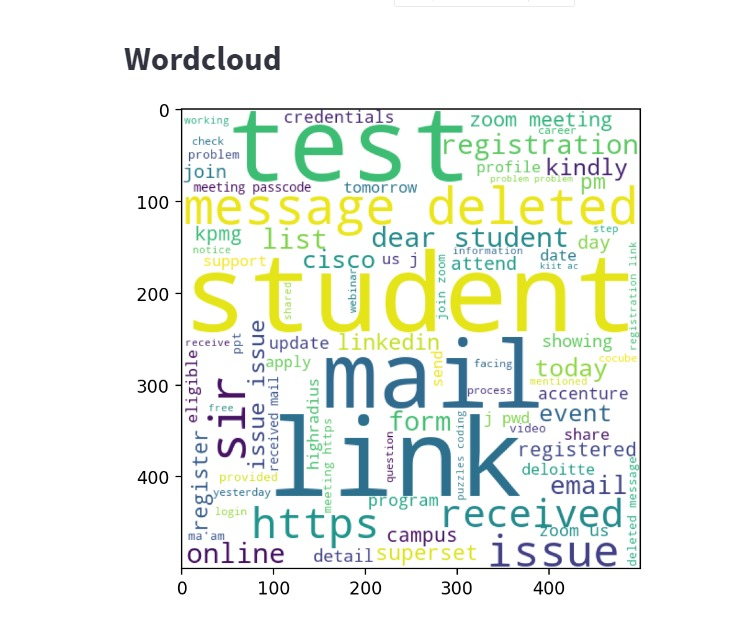 Wordcloud
0
100
200
300
400
0
100
200
300
400
working
credentials
zoom meeting
test
career
check
registration
problem
profile
kindly
join
problem problem
pm
meeting passcode
tomorrow
message deleted
kpmg
list
dear student
step
day
notice
information
support
cisco
us j
attend
date
kiit ac
student
shared
webinar
join zoom
registration link
receive
ppt
issue issue
update
linkedin
showing
eligible
apply
mail
send
facing
today
cocube
mentioned
process
accenture
sir
free
received mail
highradius
link
form
j pwd
event
video
share
question
puzzles coding
registered
register
meeting https
deloitte
provided
email
yesterday
program
login
https
received
zoom us
deleted message
ma'am
campus
online
detail
superset
issue